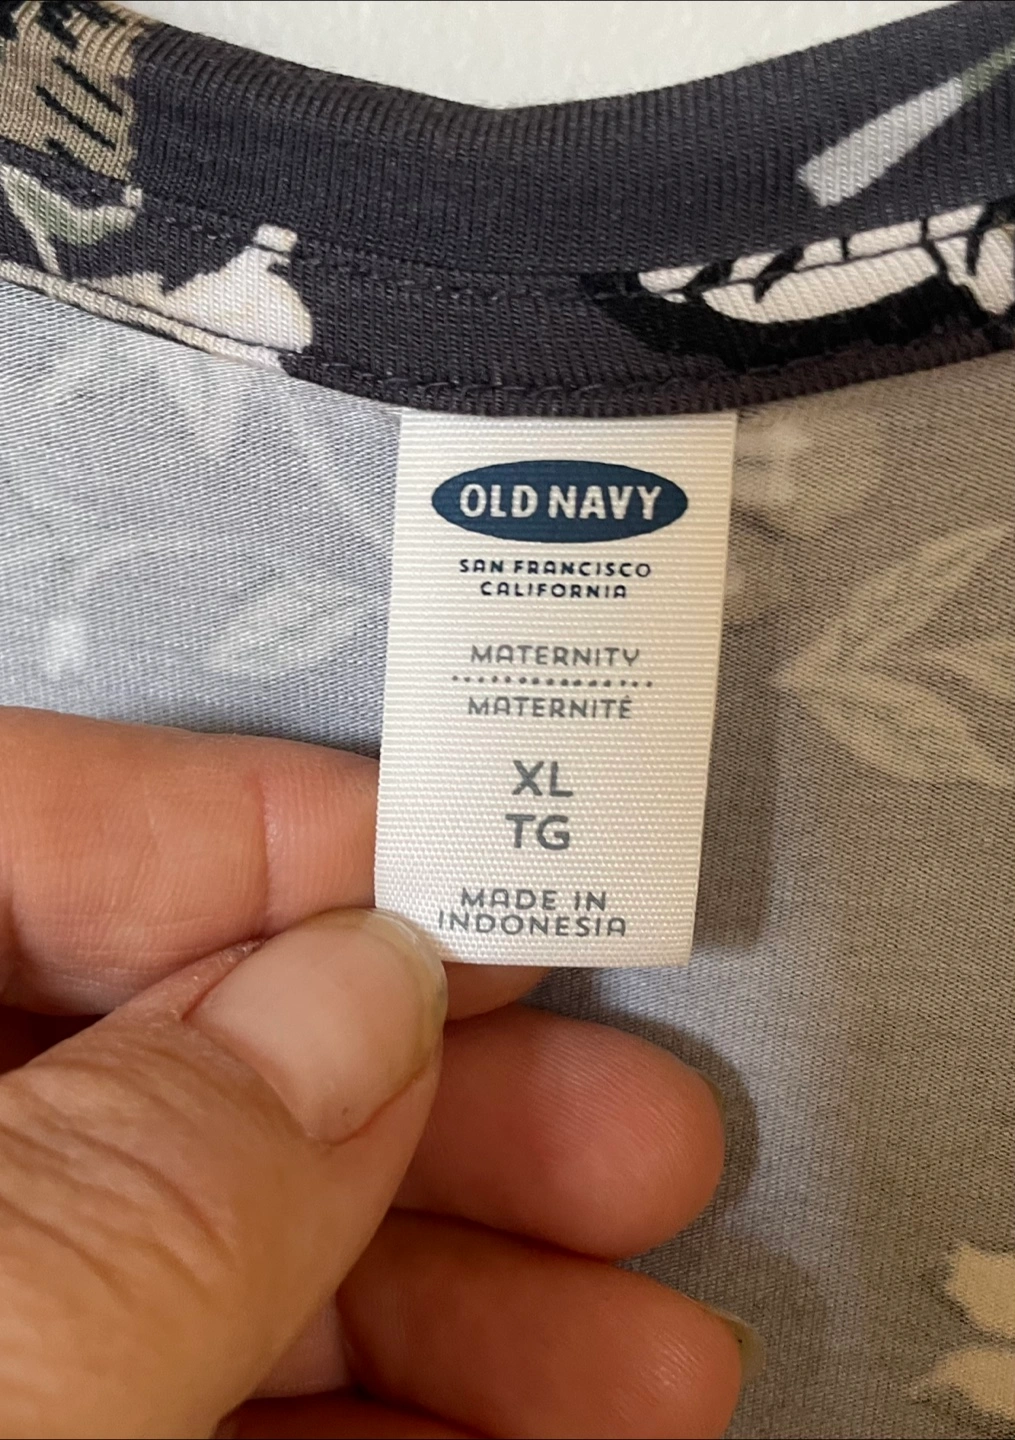 OLD NAVY
SAN FRANCISCO
CALIFORNIA
MATERNITY
MATERNITÉ
XL
TG
MADE IN
INDONESIA